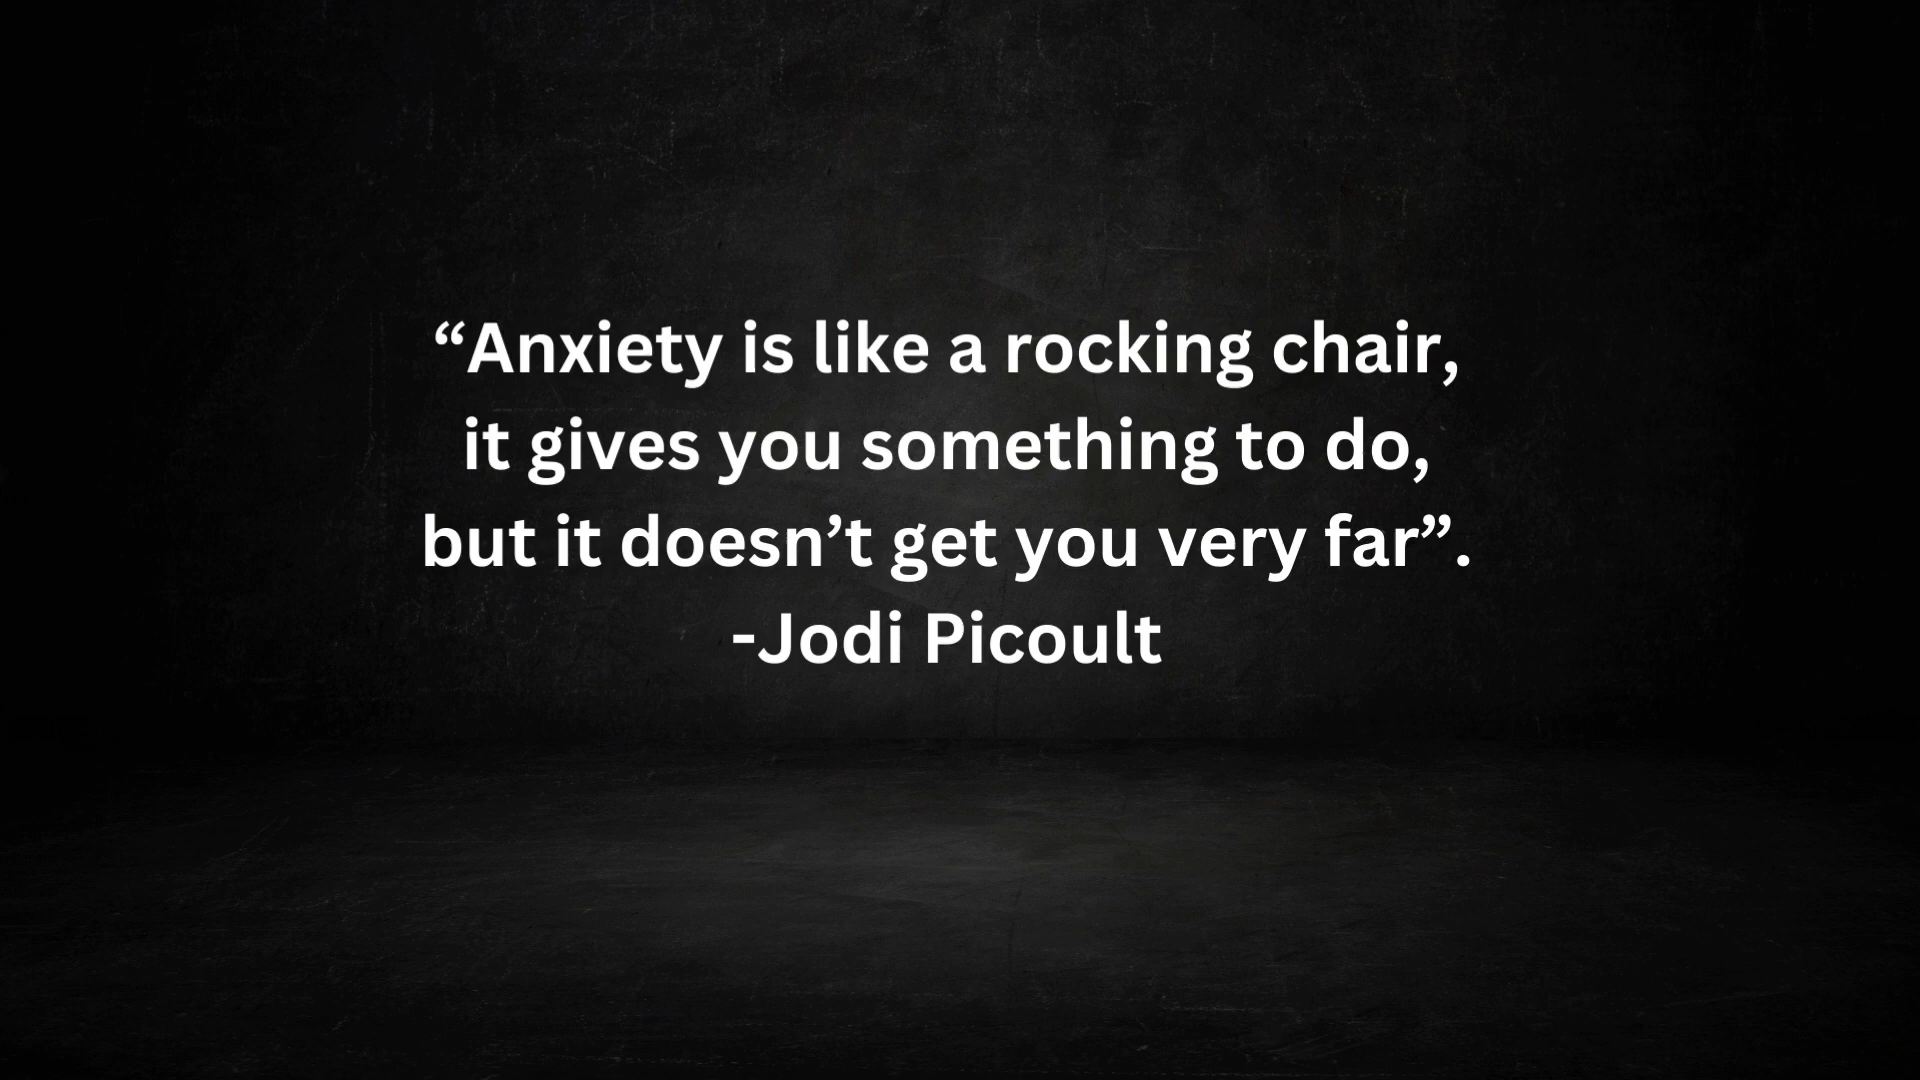 “Anxiety is like a rocking chair,
it gives you something to do,
but it doesn’t get you very far”.
-Jodi Picoult